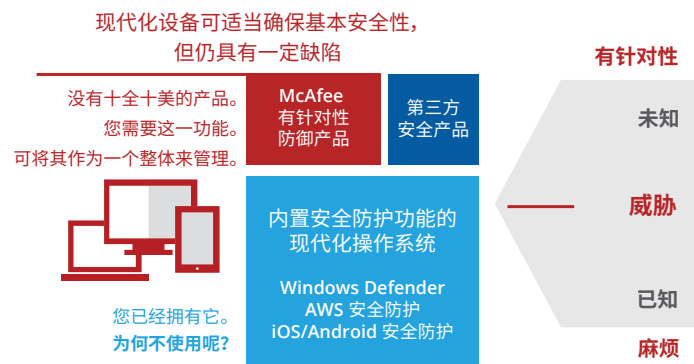 现代化设备可适当确保基本安全性，
但仍具有一定缺陷
没有十全十美的产品。
您需要这一功能。
可将其作为一个整体来管理。
McAfee
有针对性
防御产品
第三方
安全产品
内置安全防护功能的
现代化操作系统
Windows Defender
AWS 安全防护
iOS/Android 安全防护
您已经拥有它。
为何不使用呢？
有针对性
未知
威胁
已知
麻烦